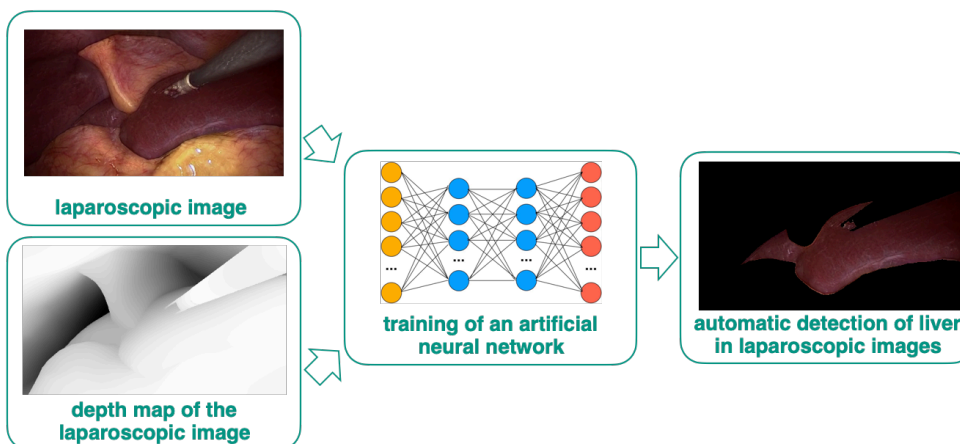 laparoscopic image
depth map of the
laparoscopic image
...
...
...
...
training of an artificial
neural network
automatic detection of liver
in laparoscopic images